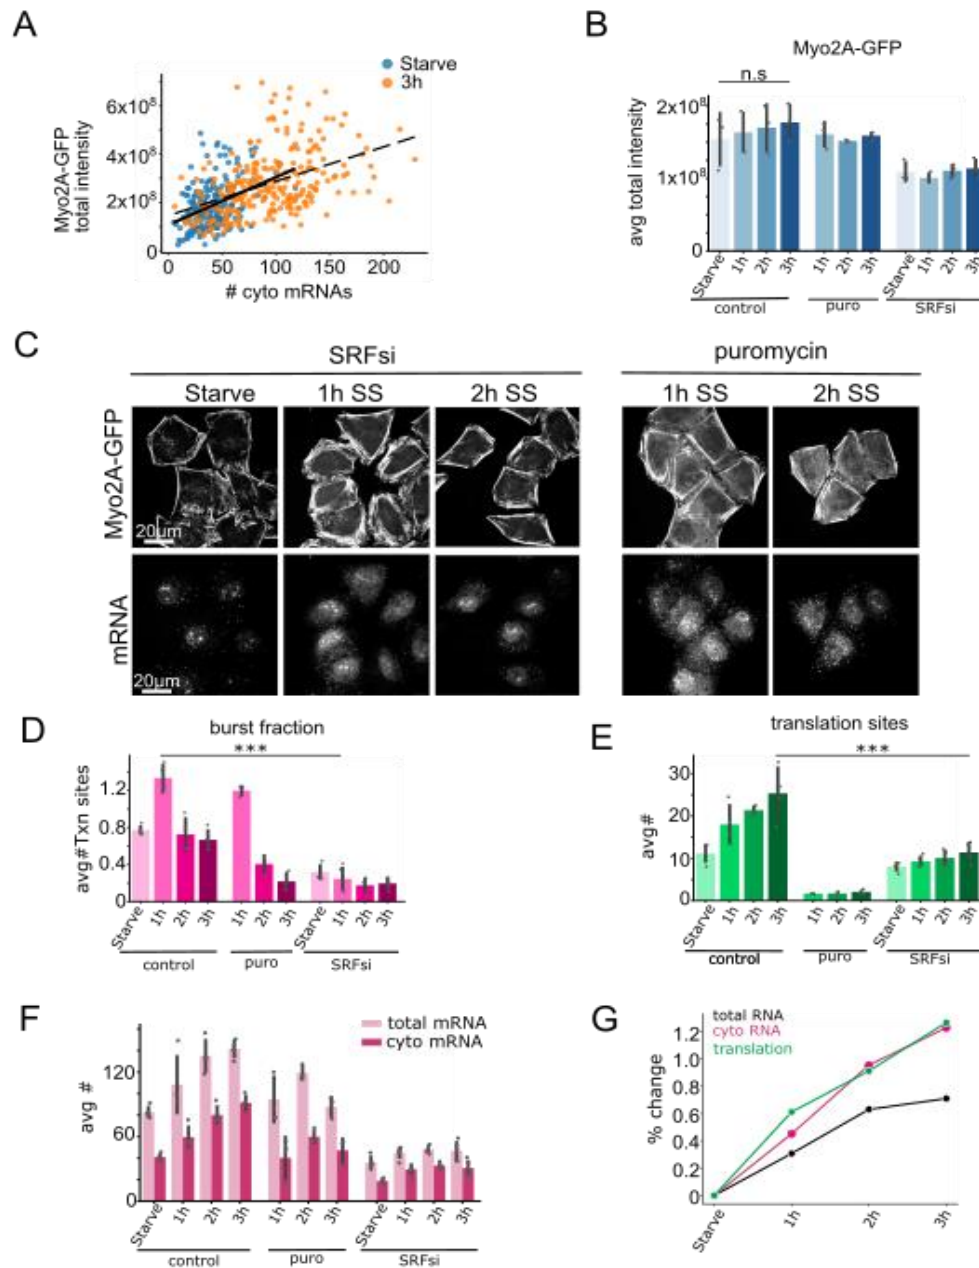 A
Starve
3h
6x10⁸
4x10⁸
2x10⁸
0
Myo2A-GFP
total intensity
0 50 100 150 200
# cyto mRNAs
B
Myo2A-GFP
n.s
2x10⁸
1x10⁸
0
avg total intensity
Starve 1h 2h 3h 1h 2h 3h Starve 1h 2h 3h
control puro SRFsi
C
SRFsi puromycin
Starve 1h SS 2h SS 1h SS 2h SS
Myo2A-GFP
20µm
mRNA
20µm
D
burst fraction
***
1.2
0.8
0.4
0
avg#Txn sites
Starve 1h 2h 3h 1h 2h 3h Starve 1h 2h 3h
control puro SRFsi
E
translation sites
***
30
20
10
0
avg#
Starve 1h 2h 3h 1h 2h 3h Starve 1h 2h 3h
control puro SRFsi
F
total mRNA
cyto mRNA
120
60
0
avg #
Starve 1h 2h 3h 1h 2h 3h Starve 1h 2h 3h
control puro SRFsi
G
total RNA
cyto RNA
translation
1.2
1.0
0.8
0.6
0.4
0.2
0
% change
Starve 1h 2h 3h